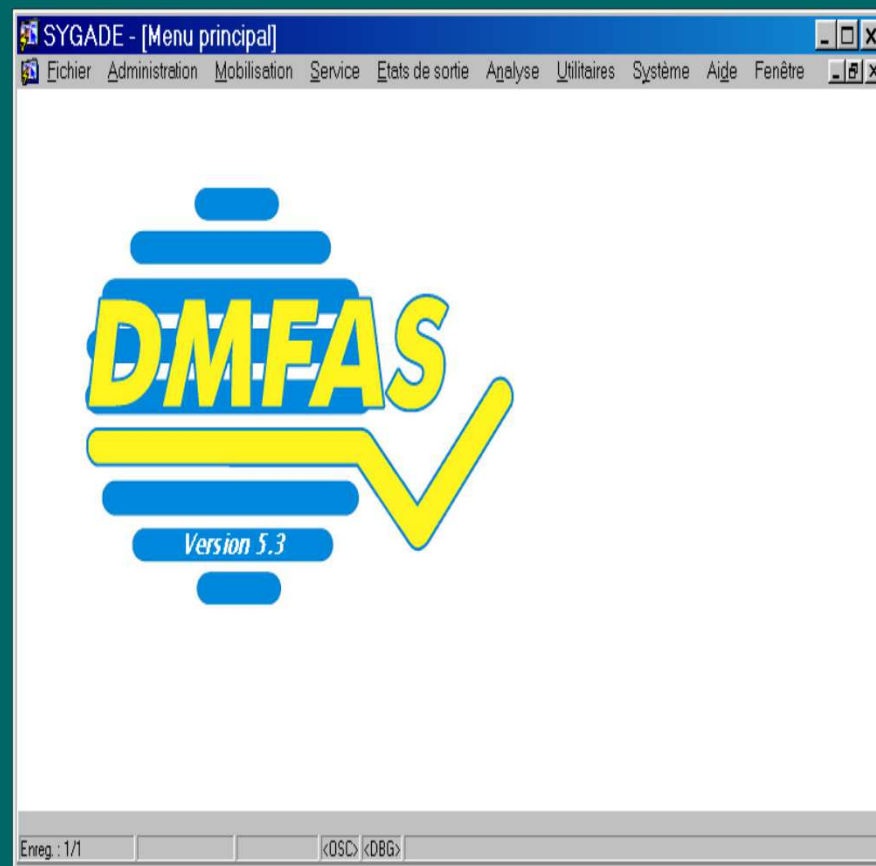 SYGADE - [Menu principal]
Fichier Administration Mobilisation Service Etats de sortie Analyse Utilitaires Système Aide Fenêtre
DMFAS
Version 5.3
Enreg. : 1/1 <OSC> <DBG>